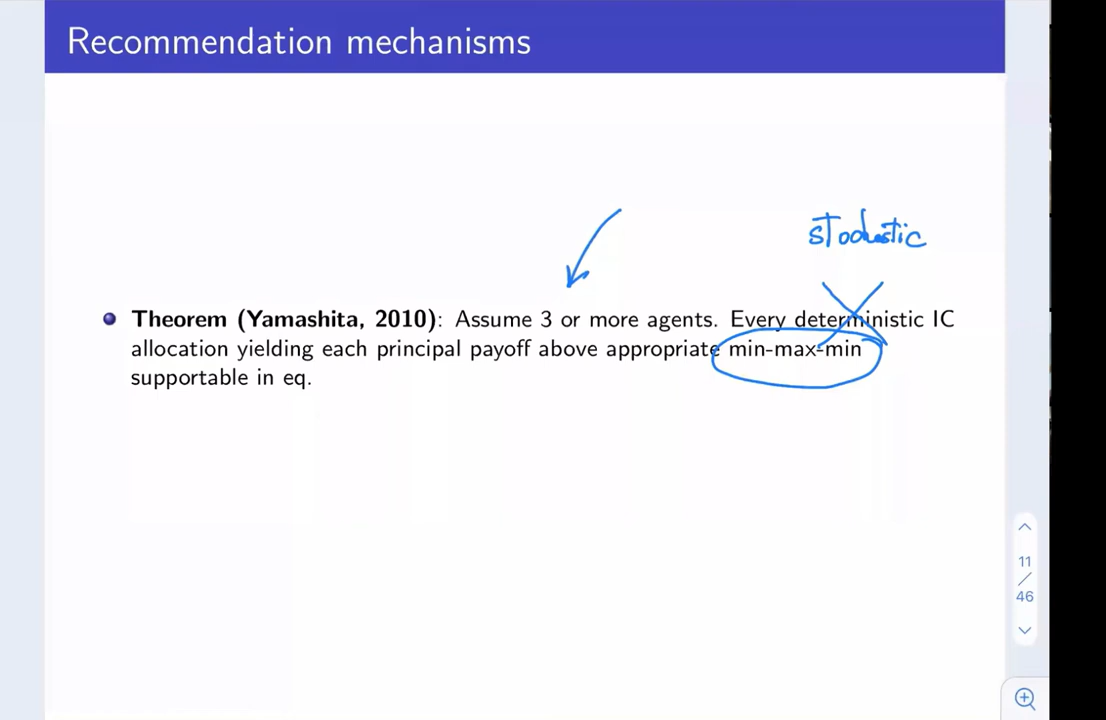 Recommendation mechanisms
stochastic
Theorem (Yamashita, 2010): Assume 3 or more agents. Every deterministic IC
allocation yielding each principal payoff above appropriate min-max-min
supportable in eq.
11
/
46